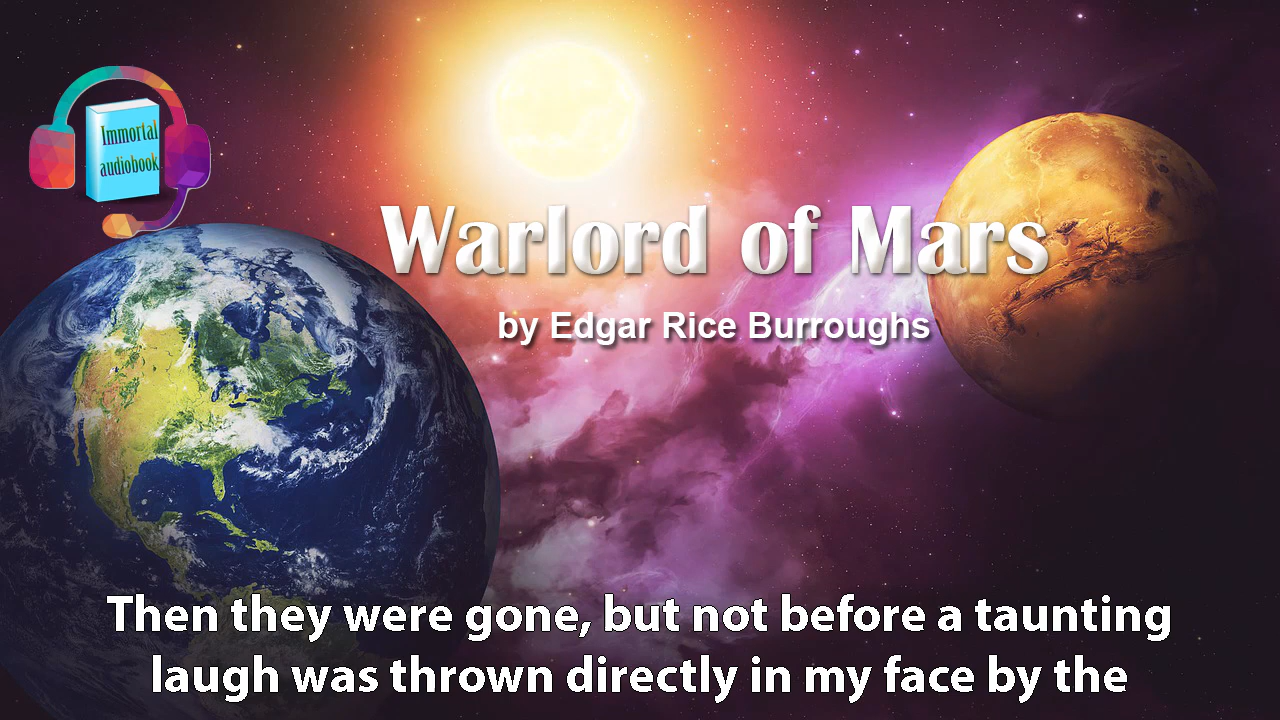 Immortal
audiobook
Warlord of Mars
by Edgar Rice Burroughs
Then they were gone, but not before a taunting
laugh was thrown directly in my face by the